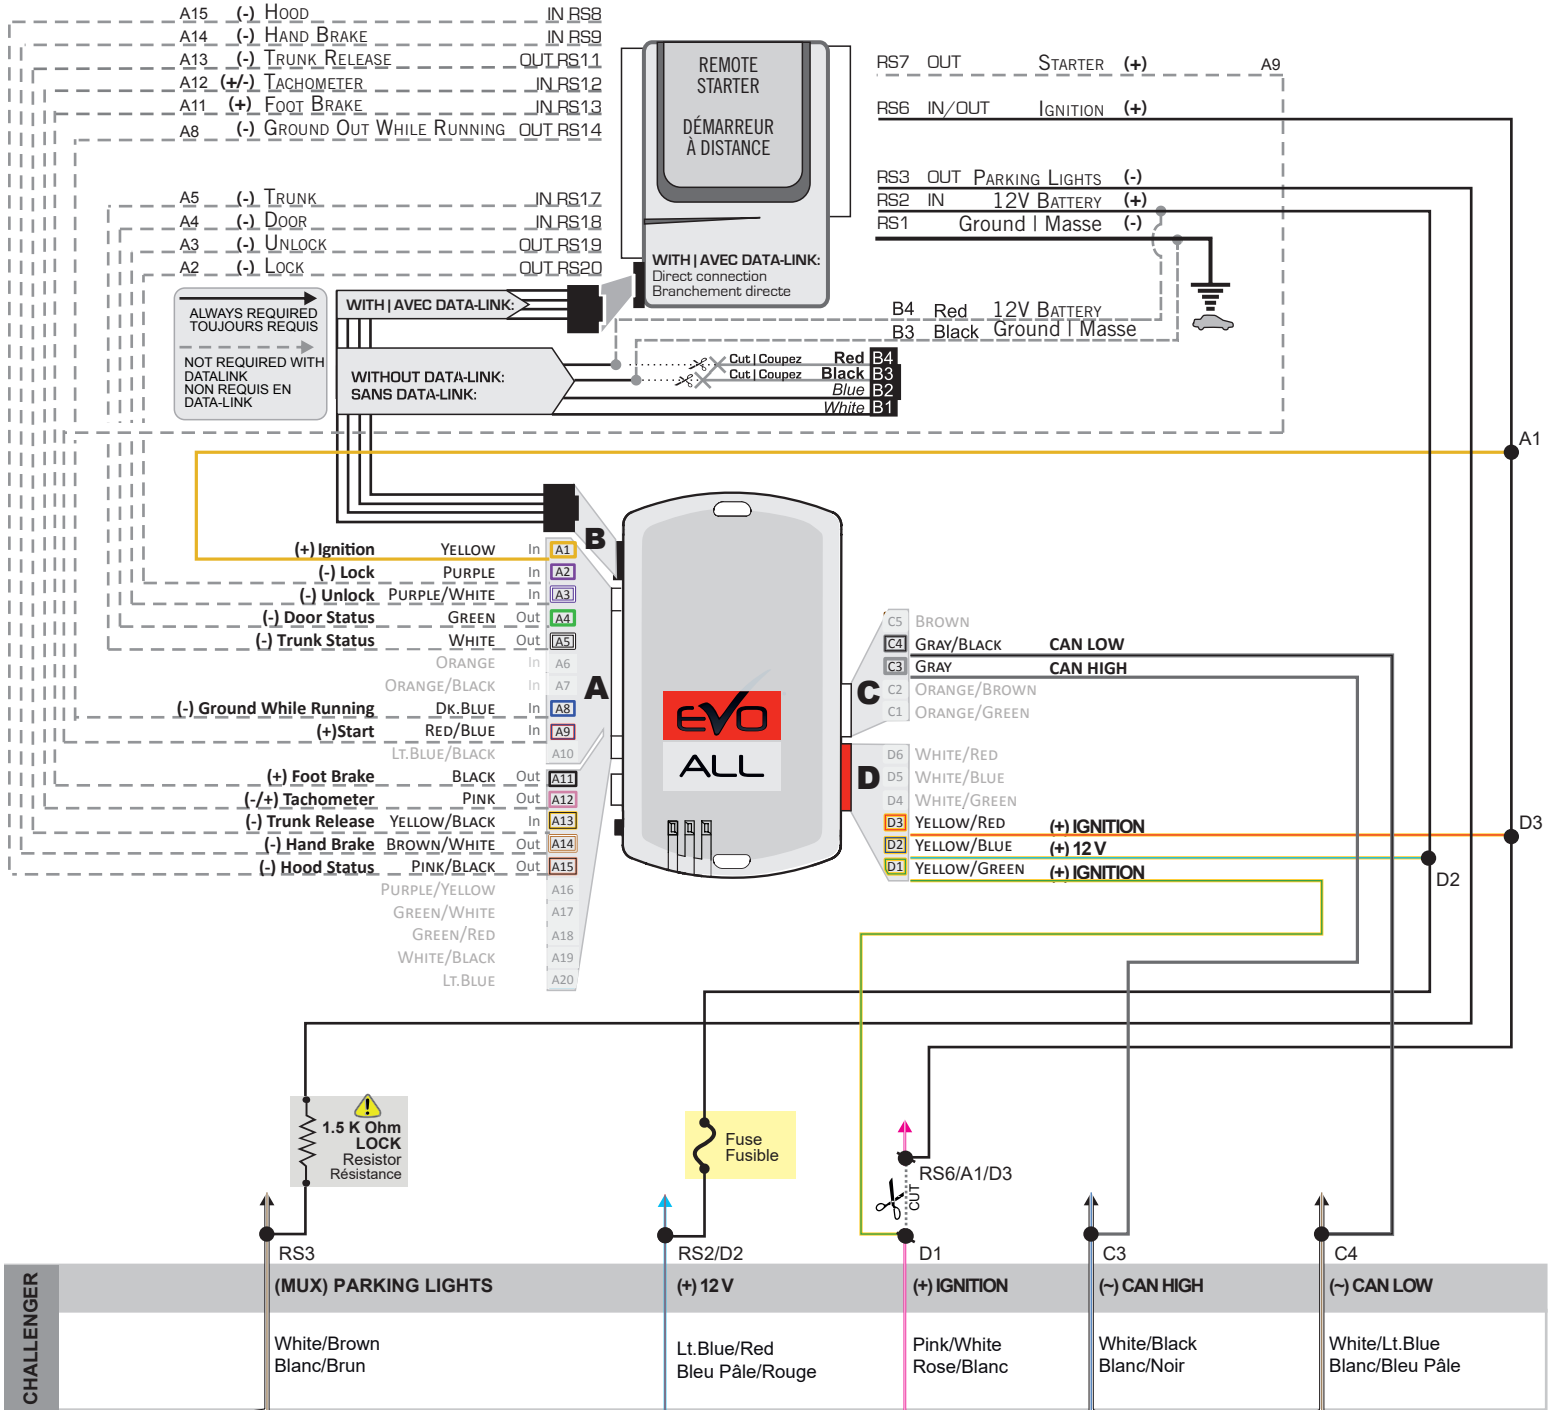 A15 (-) HOOD IN RS8
A14 (-) HAND BRAKE IN RS9
A13 (-) TRUNK RELEASE OUT RS11
A12 (+/-) TACHOMETER IN RS12
A11 (+) FOOT BRAKE IN RS13
A8 (-) GROUND OUT WHILE RUNNING OUT RS14
A5 (-) TRUNK IN RS17
A4 (-) DOOR IN RS18
A3 (-) UNLOCK OUT RS19
A2 (-) LOCK OUT RS20
REMOTE
STARTER
DÉMARREUR
À DISTANCE
WITH | AVEC DATA-LINK:
Direct connection
Branchement directe
RS7 OUT STARTER (+) A9
RS6 IN/OUT IGNITION (+)
RS3 OUT PARKING LIGHTS (-)
RS2 IN 12V BATTERY (+)
RS1 Ground | Masse (-)
ALWAYS REQUIRED
TOUJOURS REQUIS
NOT REQUIRED WITH
DATALINK
NON REQUIS EN
DATA-LINK
WITH | AVEC DATA-LINK:
WITHOUT DATA-LINK:
SANS DATA-LINK:
B4 Red 12V BATTERY
B3 Black Ground | Masse
Cut | Coupez Red B4
Cut | Coupez Black B3
Blue B2
White B1
A1
B
(+) Ignition YELLOW In A1
(-) Lock PURPLE In A2
(-) Unlock PURPLE/WHITE In A3
(-) Door Status GREEN Out A4
(-) Trunk Status WHITE Out A5
ORANGE In A6
ORANGE/BLACK In A7
(-) Ground While Running DK.BLUE In A8
(+)Start RED/BLUE In A9
LT.BLUE/BLACK A10
(+) Foot Brake BLACK Out A11
(-/+) Tachometer PINK Out A12
(-) Trunk Release YELLOW/BLACK In A13
(-) Hand Brake BROWN/WHITE Out A14
(-) Hood Status PINK/BLACK Out A15
PURPLE/YELLOW A16
GREEN/WHITE A17
GREEN/RED A18
WHITE/BLACK A19
LT.BLUE A20
A
EVO
ALL
C
C5 BROWN
C4 GRAY/BLACK CAN LOW
C3 GRAY CAN HIGH
C2 ORANGE/BROWN
C1 ORANGE/GREEN
D
D6 WHITE/RED
D5 WHITE/BLUE
D4 WHITE/GREEN
D3 YELLOW/RED (+) IGNITION
D2 YELLOW/BLUE (+) 12 V
D1 YELLOW/GREEN (+) IGNITION
D3
D2
1.5 K Ohm
LOCK
Resistor
Résistance
Fuse
Fusible
RS6/A1/D3
CUT
RS3 RS2/D2 D1 C3 C4
CHALLENGER
(MUX) PARKING LIGHTS (+) 12 V (+) IGNITION (~) CAN HIGH (~) CAN LOW
White/Brown Lt.Blue/Red Pink/White White/Black White/Lt.Blue
Blanc/Brun Bleu Pâle/Rouge Rose/Blanc Blanc/Noir Blanc/Bleu Pâle